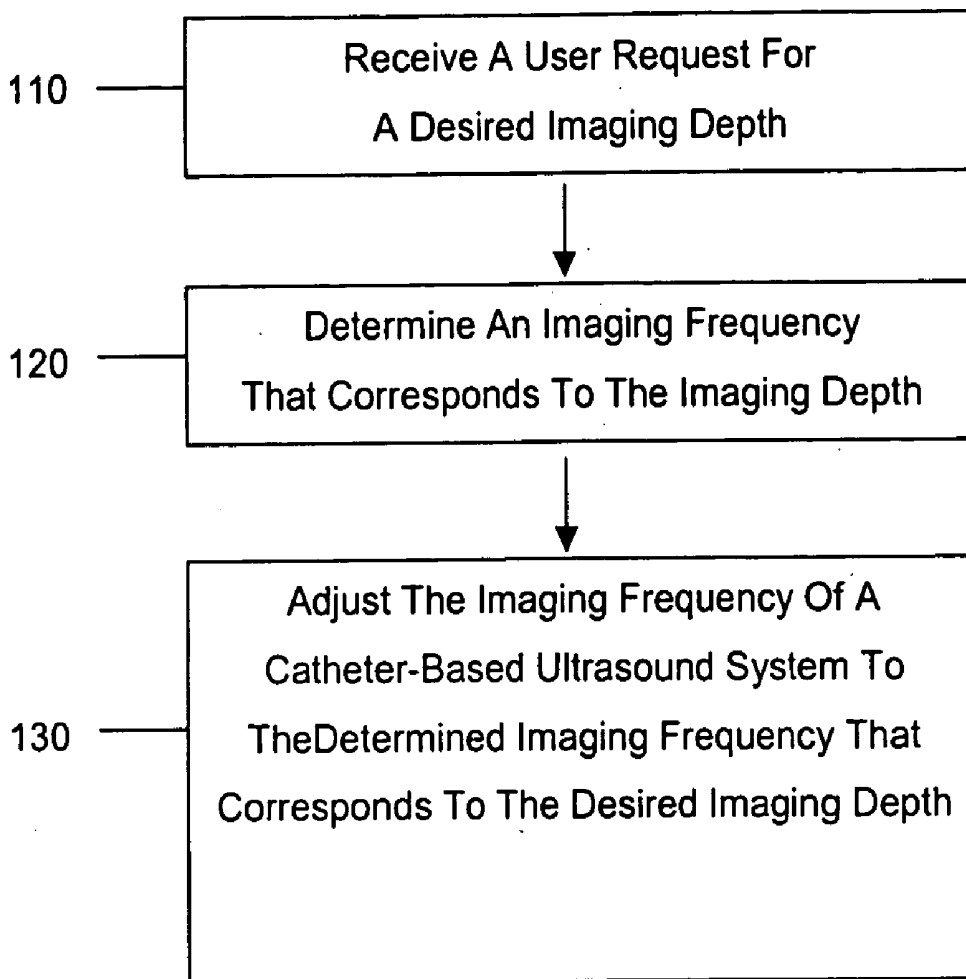 110
Receive A User Request For
A Desired Imaging Depth
120
Determine An Imaging Frequency
That Corresponds To The Imaging Depth
130
Adjust The Imaging Frequency Of A
Catheter-Based Ultrasound System To
TheDetermined Imaging Frequency That
Corresponds To The Desired Imaging Depth